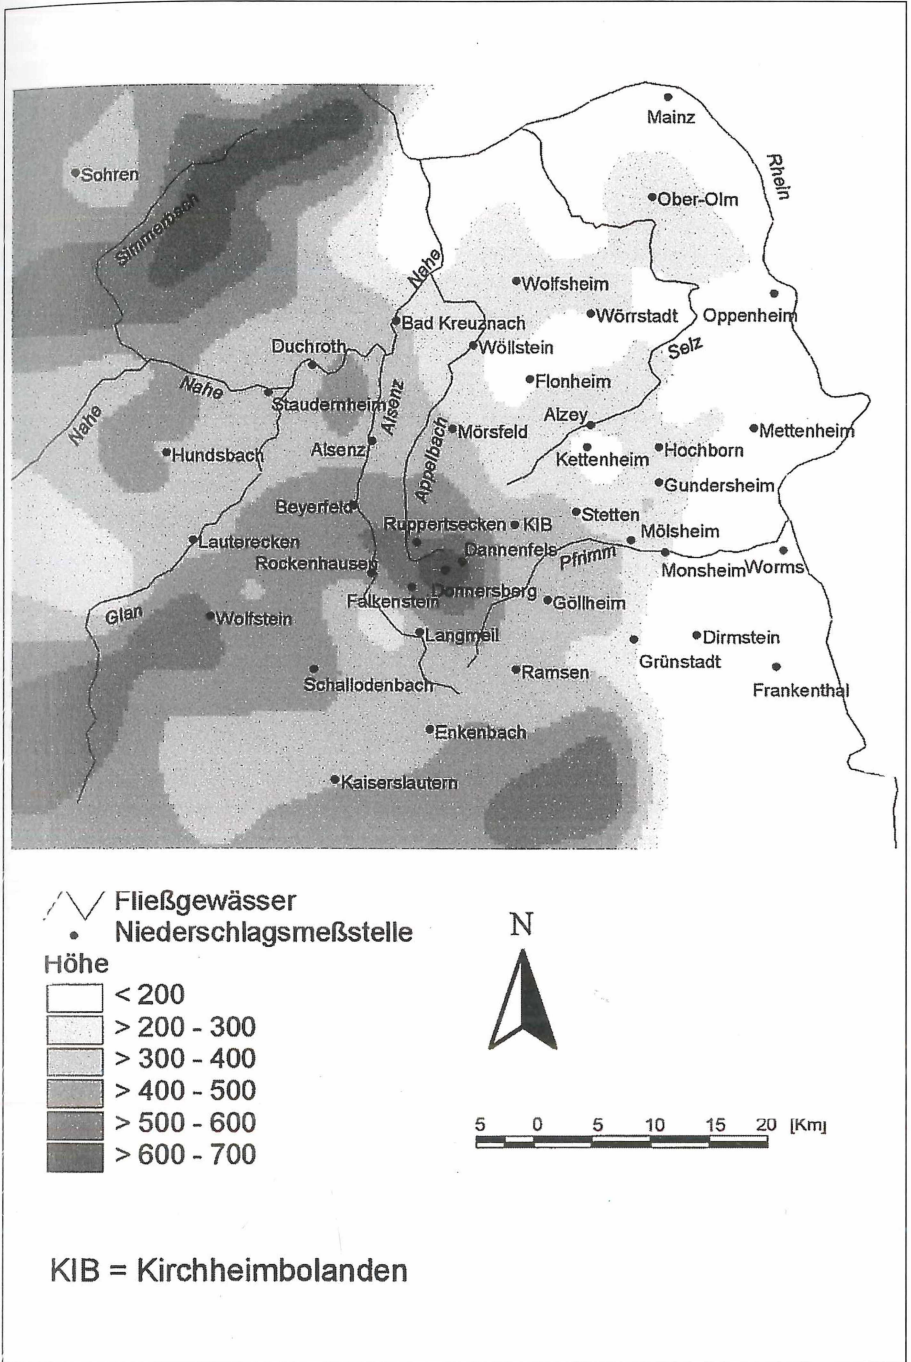 Mainz
Rhein
Sohren
Ober-Olm
Simmerbach
Nahe
Wolfsheim
Wörrstadt
Oppenheim
Bad Kreuznach
Duchroth
Wöllstein
Selz
Nahe
Flonheim
Staudernheim
Alsenz
Alzey
Nahe
Mörsfeld
Mettenheim
Hundsbach
Alsenz
Appelbach
Kettenheim
Hochborn
Gundersheim
Beyerfeld
Stetten
Ruppertsecken
KIB
Mölsheim
Lauterecken
Dannenfels
Pfrimm
Rockenhausen
Monsheim
Worms
Donnersberg
Falkenstein
Göllheim
Glan
Wolfstein
Langmeil
Dirmstein
Grünstadt
Schallodenbach
Ramsen
Frankenthal
Enkenbach
Kaiserslautern
Fließgewässer
Niederschlagsmeßstelle
Höhe
< 200
> 200 - 300
> 300 - 400
> 400 - 500
> 500 - 600
> 600 - 700
N
5 0 5 10 15 20 [Km]
KIB = Kirchheimbolanden